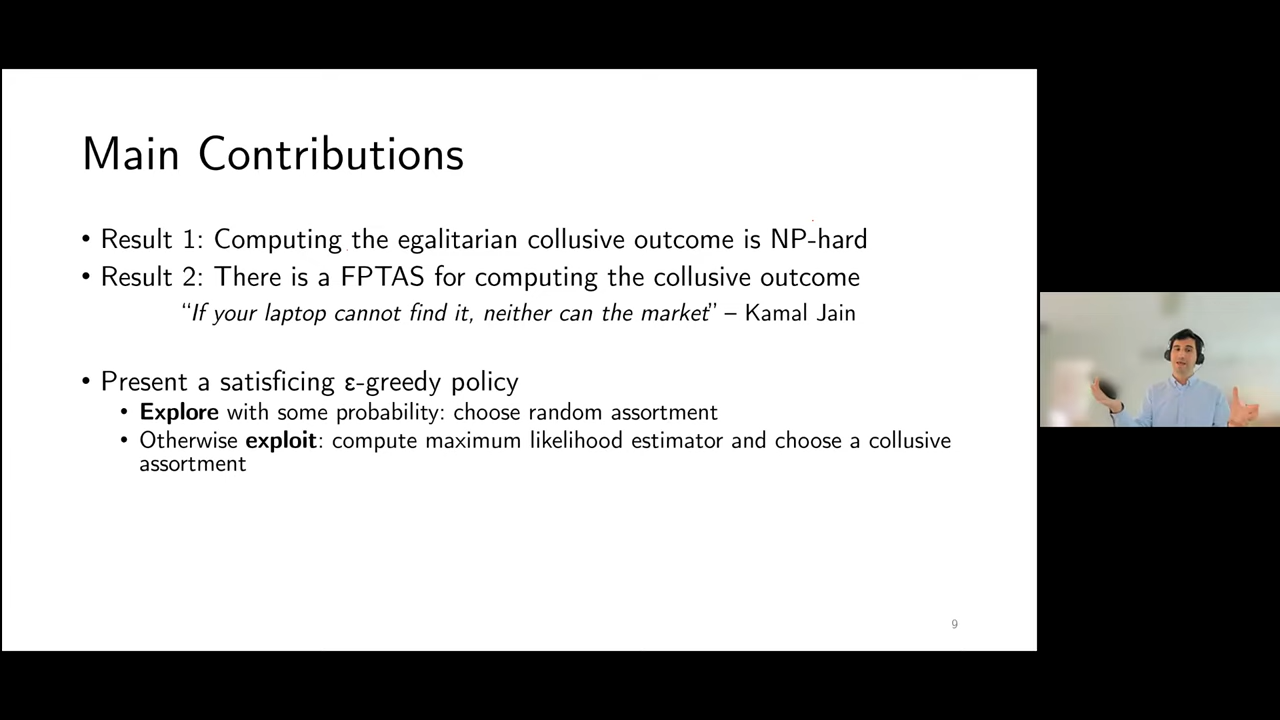 Main Contributions
• Result 1: Computing the egalitarian collusive outcome is NP-hard
• Result 2: There is a FPTAS for computing the collusive outcome
“If your laptop cannot find it, neither can the market” – Kamal Jain
• Present a satisficing ε-greedy policy
• Explore with some probability: choose random assortment
• Otherwise exploit: compute maximum likelihood estimator and choose a collusive
assortment
9